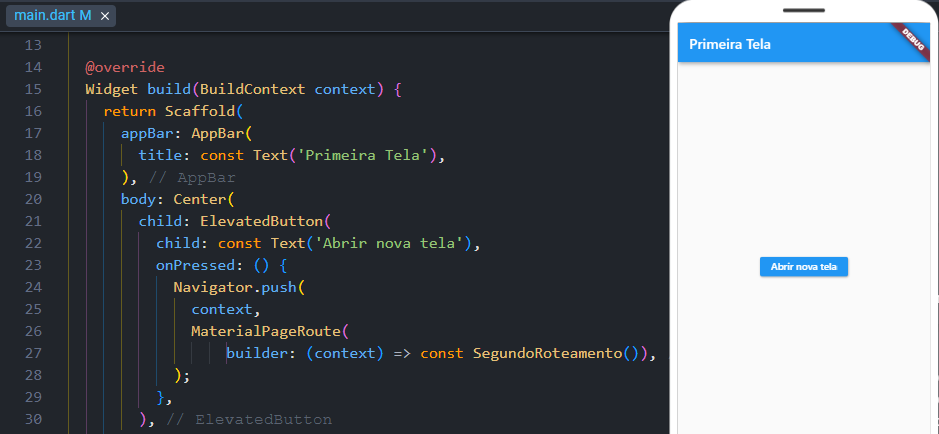 main.dart M ×
13
14 @override
15 Widget build(BuildContext context) {
16 return Scaffold(
17 appBar: AppBar(
18 title: const Text('Primeira Tela'),
19 ), // AppBar
20 body: Center(
21 child: ElevatedButton(
22 child: const Text('Abrir nova tela'),
23 onPressed: () {
24 Navigator.push(
25 context,
26 MaterialPageRoute(
27 builder: (context) => const SegundoRoteamento()),
28 );
29 },
30 ), // ElevatedButton
Primeira Tela
DEBUG
Abrir nova tela